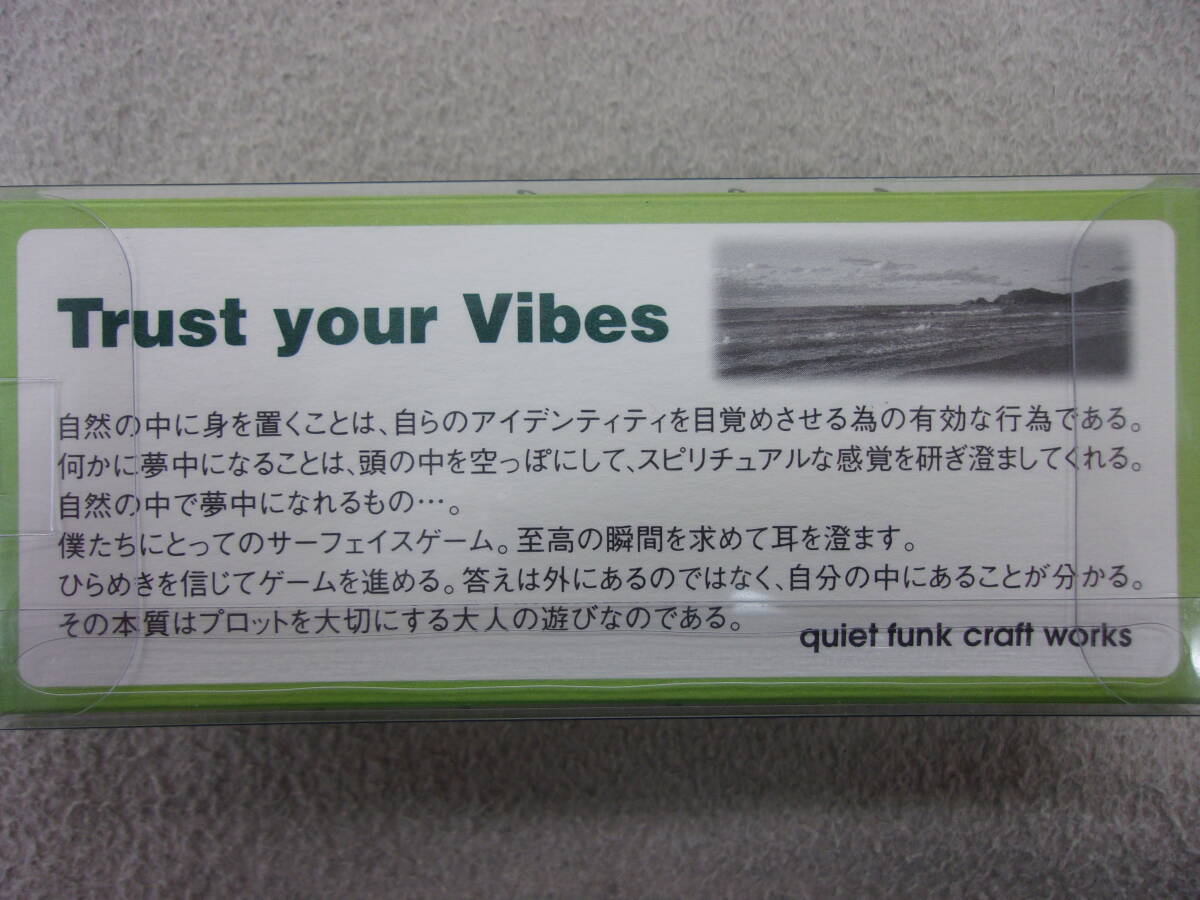 Trust your Vibes
自然の中に身を置くことは、自らのアイデンティティを目覚めさせる為の有効な行為である。
何かに夢中になることは、頭の中を空っぽにして、スピリチュアルな感覚を研ぎ澄ましてくれる。
自然の中で夢中になれるもの…。
僕たちにとってのサーフェイスゲーム。至高の瞬間を求めて耳を澄ます。
ひらめきを信じてゲームを進める。答えは外にあるのではなく、自分の中にあることが分かる。
その本質はプロットを大切にする大人の遊びなのである。
quiet funk craft works